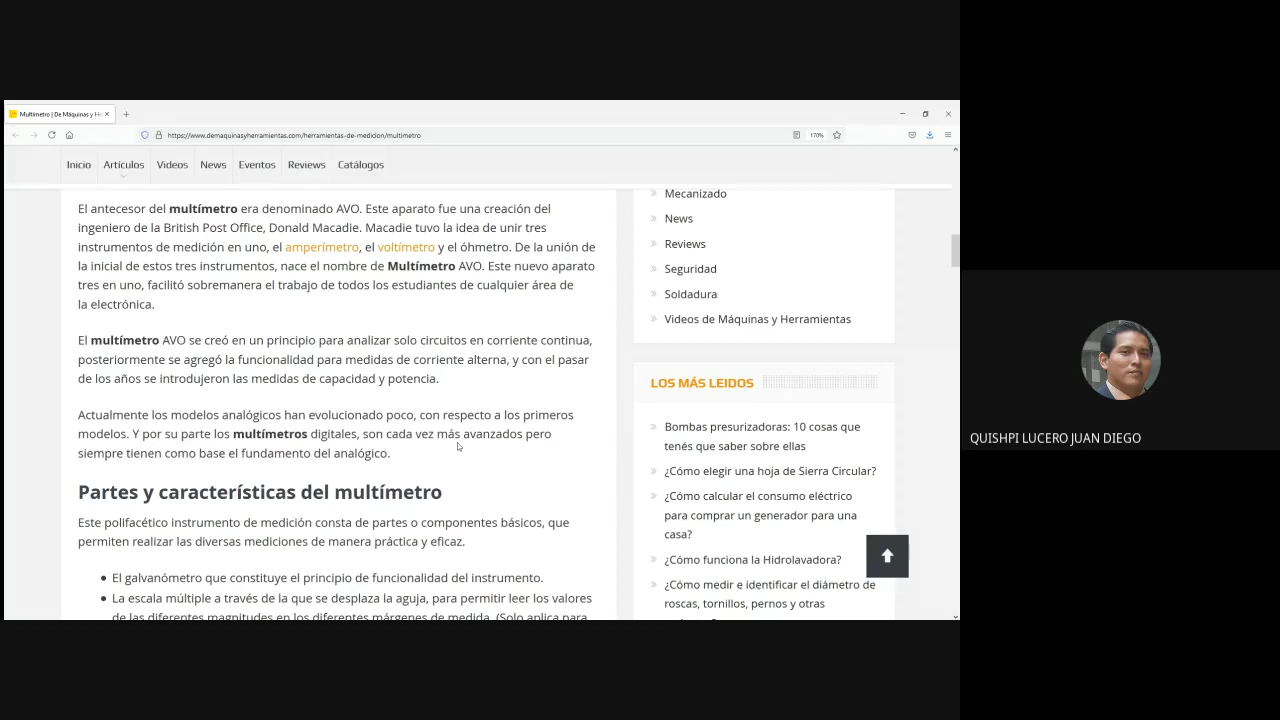 Multímetro | De Máquinas y He
https://www.demaquinasyherramientas.com/herramientas-de-medicion/multimetro
170%
Inicio
Artículos
Videos
News
Eventos
Reviews
Catálogos
El antecesor del multímetro era denominado AVO. Este aparato fue una creación del
ingeniero de la British Post Office, Donald Macadie. Macadie tuvo la idea de unir tres
instrumentos de medición en uno, el amperímetro, el voltímetro y el óhmetro. De la unión de
la inicial de estos tres instrumentos, nace el nombre de Multímetro AVO. Este nuevo aparato
tres en uno, facilitó sobremanera el trabajo de todos los estudiantes de cualquier área de
la electrónica.
El multímetro AVO se creó en un principio para analizar solo circuitos en corriente continua,
posteriormente se agregó la funcionalidad para medidas de corriente alterna, y con el pasar
de los años se introdujeron las medidas de capacidad y potencia.
Actualmente los modelos analógicos han evolucionado poco, con respecto a los primeros
modelos. Y por su parte los multímetros digitales, son cada vez más avanzados pero
siempre tienen como base el fundamento del analógico.
Partes y características del multímetro
Este polifacético instrumento de medición consta de partes o componentes básicos, que
permiten realizar las diversas mediciones de manera práctica y eficaz.
El galvanómetro que constituye el principio de funcionalidad del instrumento.
La escala múltiple a través de la que se desplaza la aguja, para permitir leer los valores
de las diferentes magnitudes en los diferentes márgenes de medida. (Solo aplica para
Mecanizado
News
Reviews
Seguridad
Soldadura
Videos de Máquinas y Herramientas
LOS MÁS LEIDOS
Bombas presurizadoras: 10 cosas que
tenés que saber sobre ellas
¿Cómo elegir una hoja de Sierra Circular?
¿Cómo calcular el consumo eléctrico
para comprar un generador para una
casa?
¿Cómo funciona la Hidrolavadora?
¿Cómo medir e identificar el diámetro de
roscas, tornillos, pernos y otras
QUISHPI LUCERO JUAN DIEGO